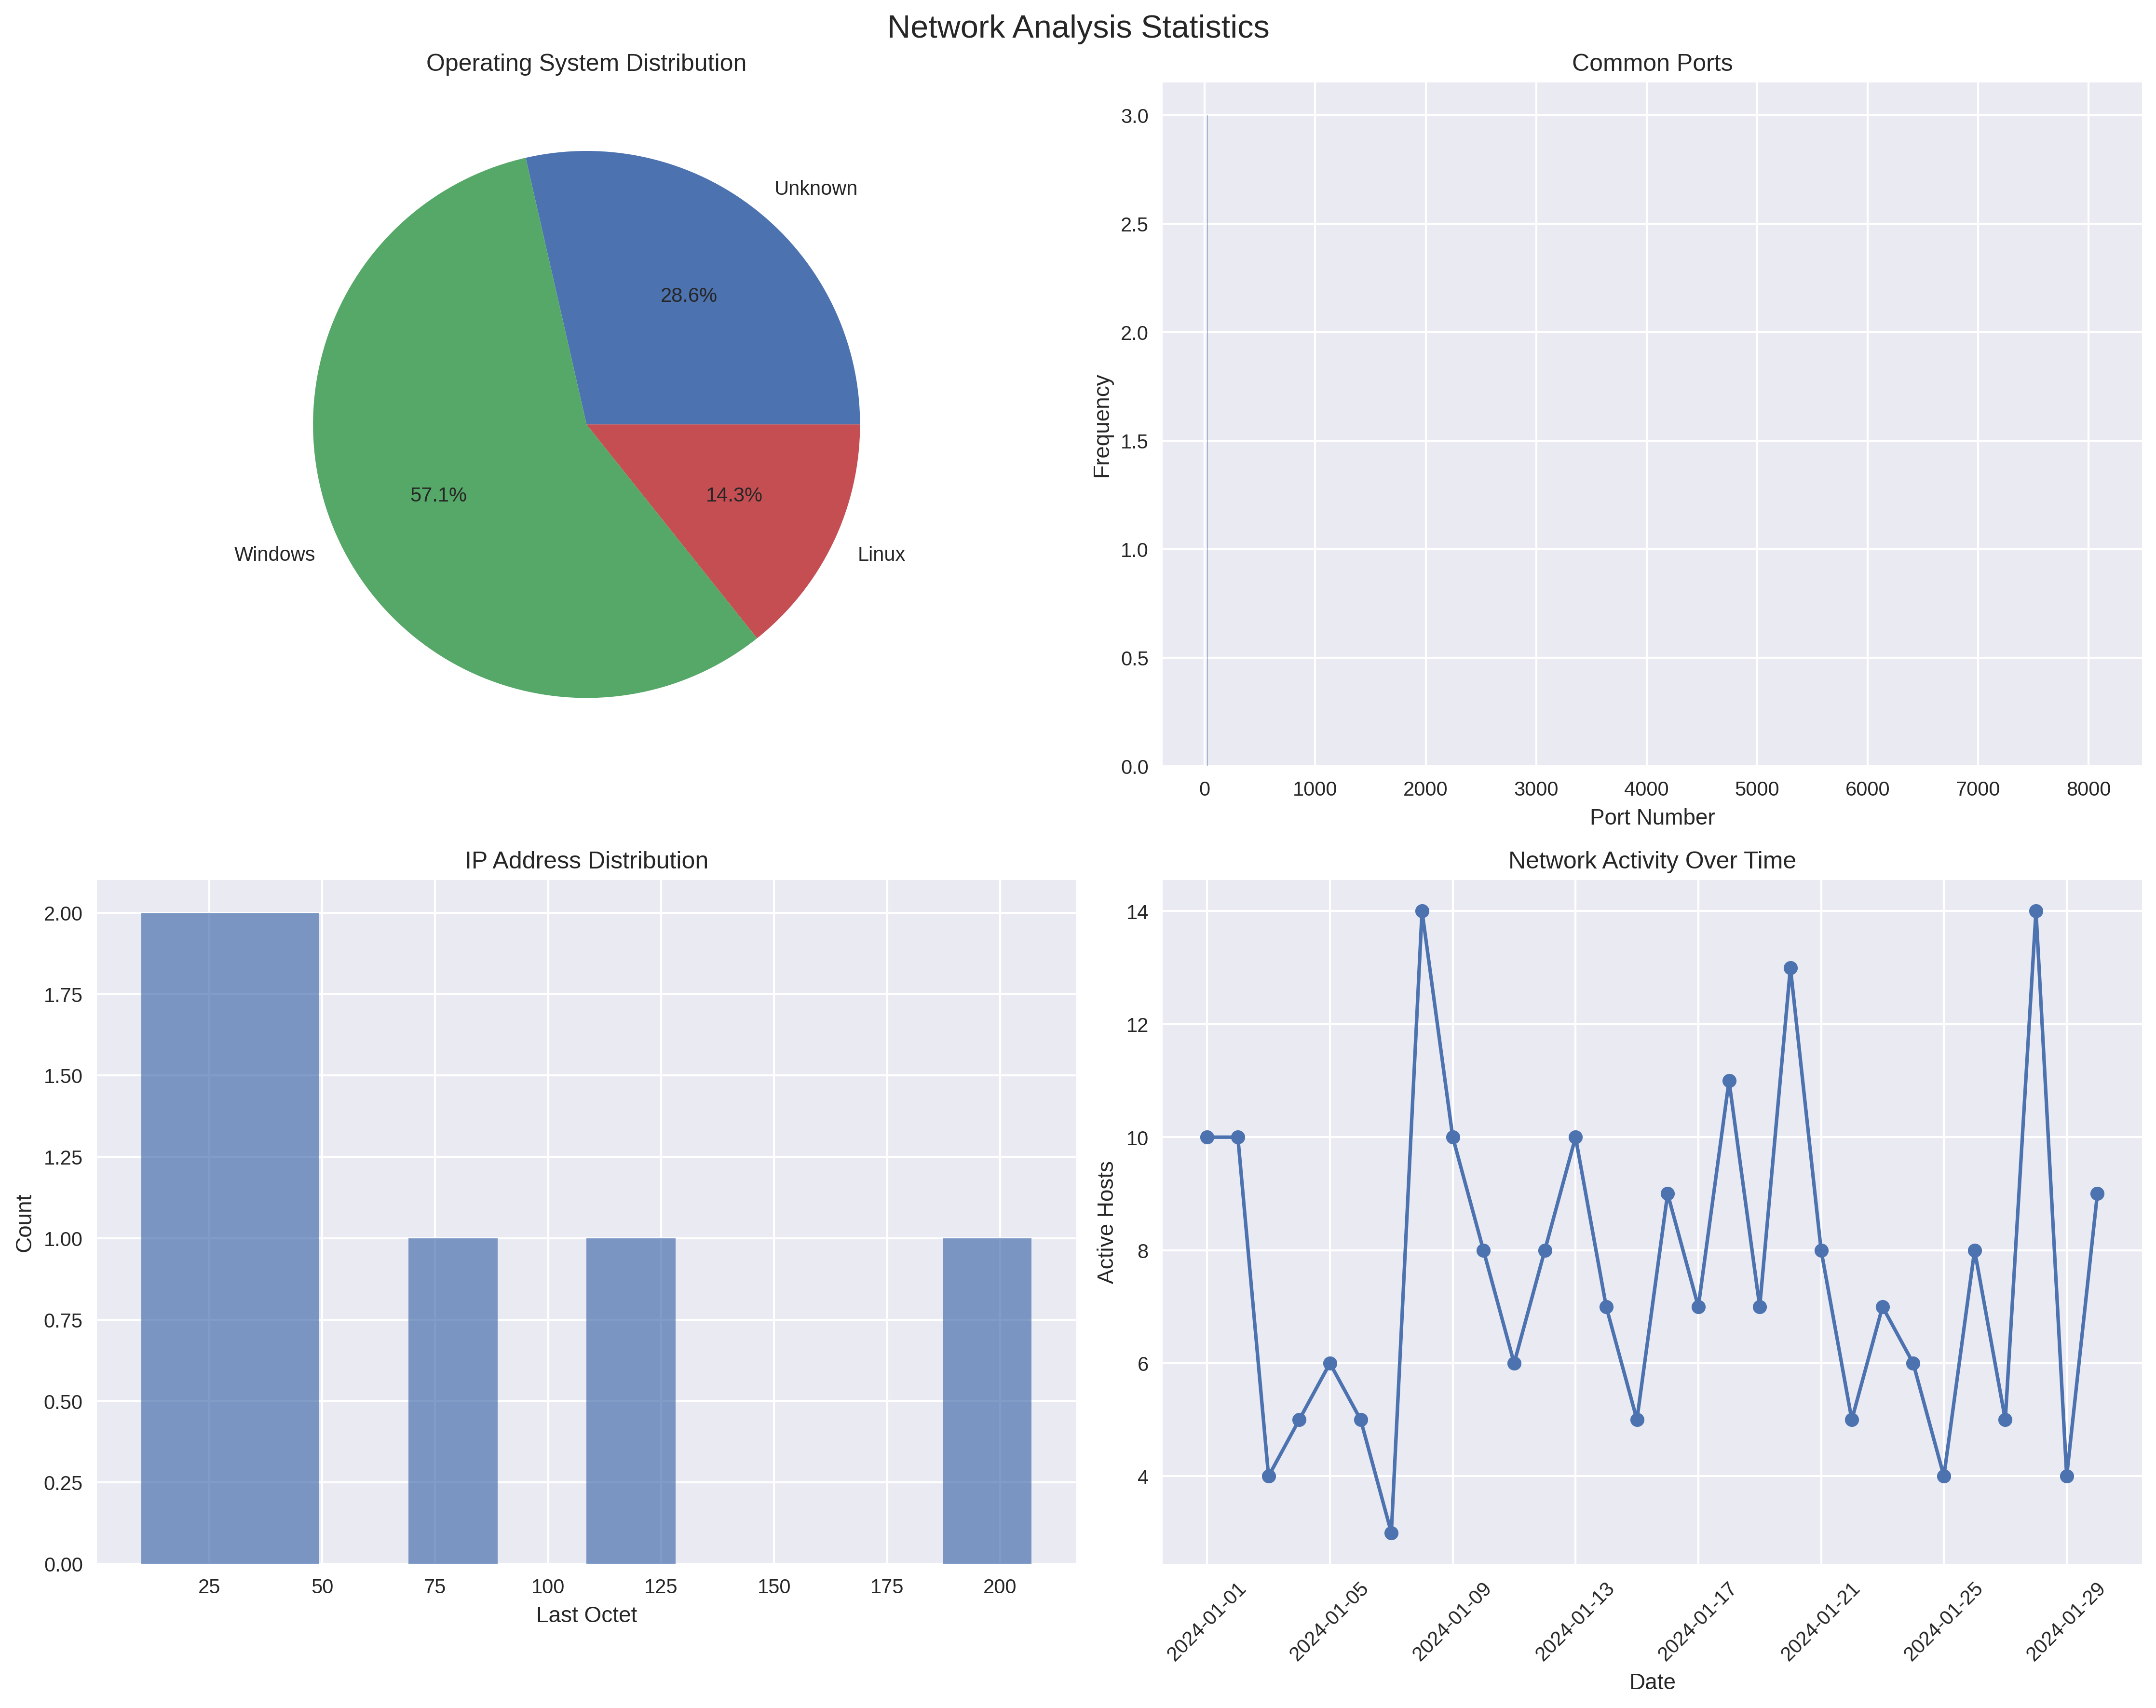 Network Analysis Statistics
Operating System Distribution
Unknown
28.6%
57.1%
14.3%
Windows
Linux
Common Ports
3.0
2.5
2.0
1.5
1.0
0.5
0.0
Frequency
0 1000 2000 3000 4000 5000 6000 7000 8000
Port Number
IP Address Distribution
2.00
1.75
1.50
1.25
1.00
0.75
0.50
0.25
0.00
Count
25 50 75 100 125 150 175 200
Last Octet
Network Activity Over Time
14
12
10
8
6
4
Active Hosts
2024-01-01 2024-01-05 2024-01-09 2024-01-13 2024-01-17 2024-01-21 2024-01-25 2024-01-29
Date